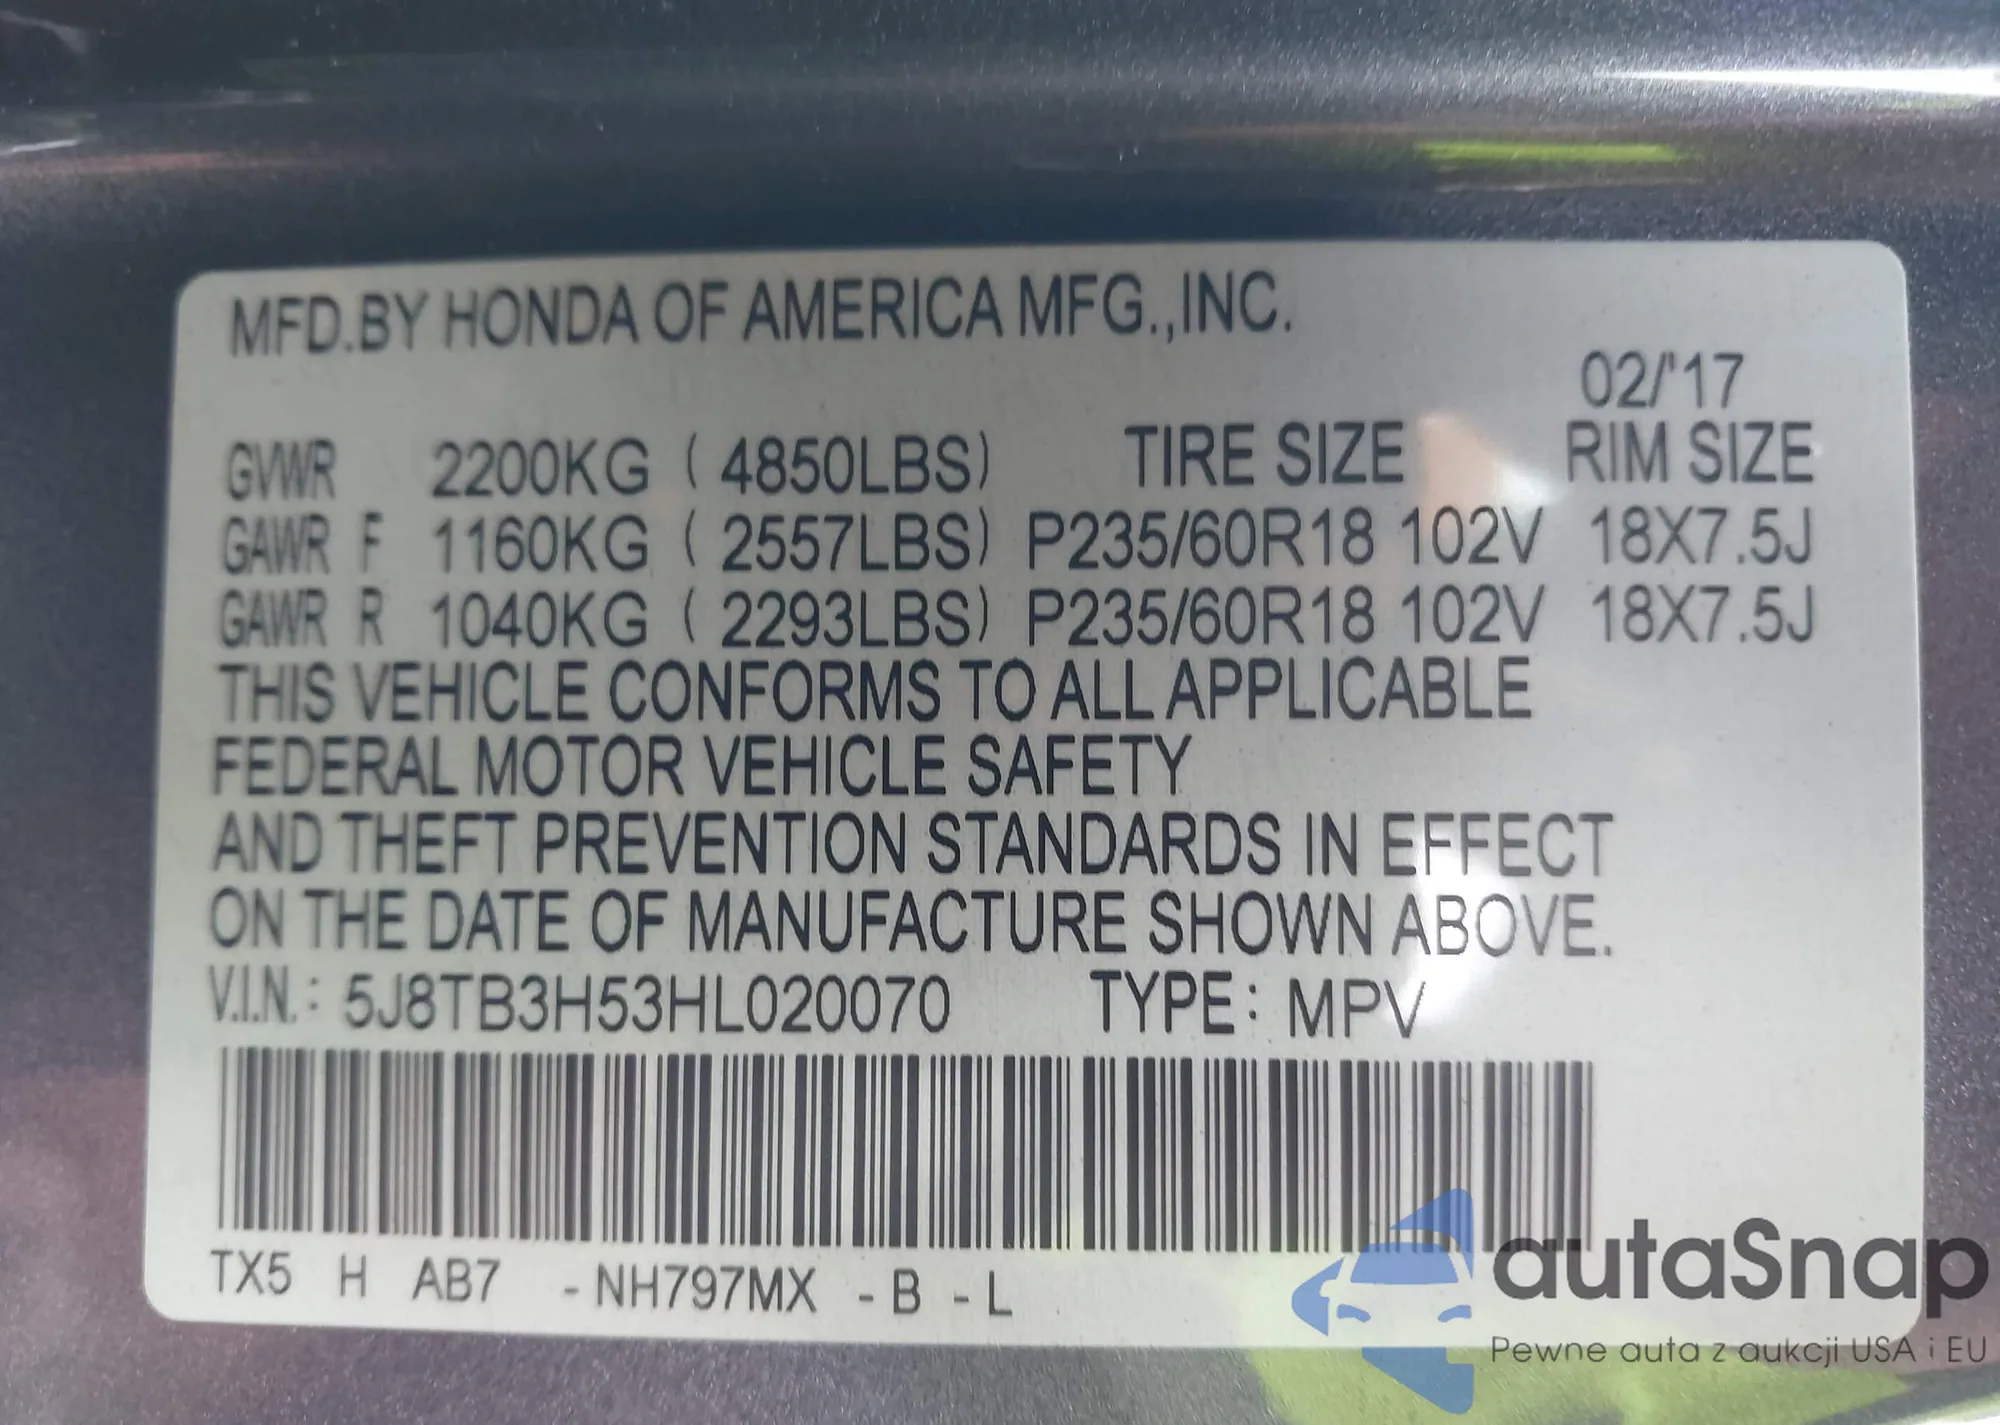 MFD.BY HONDA OF AMERICA MFG.,INC.
02/'17
GVWR 2200KG ( 4850LBS) TIRE SIZE RIM SIZE
GAWR F 1160KG ( 2557LBS) P235/60R18 102V 18X7.5J
GAWR R 1040KG ( 2293LBS) P235/60R18 102V 18X7.5J
THIS VEHICLE CONFORMS TO ALL APPLICABLE
FEDERAL MOTOR VEHICLE SAFETY
AND THEFT PREVENTION STANDARDS IN EFFECT
ON THE DATE OF MANUFACTURE SHOWN ABOVE.
V.I.N.: 5J8TB3H53HL020070 TYPE: MPV
TX5 H AB7 -NH797MX -B -L
autaSnap
Pewne auta z aukcji USA i EU